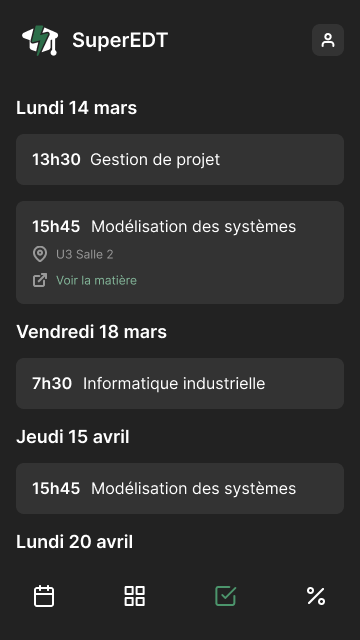 SuperEDT
Lundi 14 mars
13h30 Gestion de projet
15h45 Modélisation des systèmes
U3 Salle 2
Voir la matière
Vendredi 18 mars
7h30 Informatique industrielle
Jeudi 15 avril
15h45 Modélisation des systèmes
Lundi 20 avril